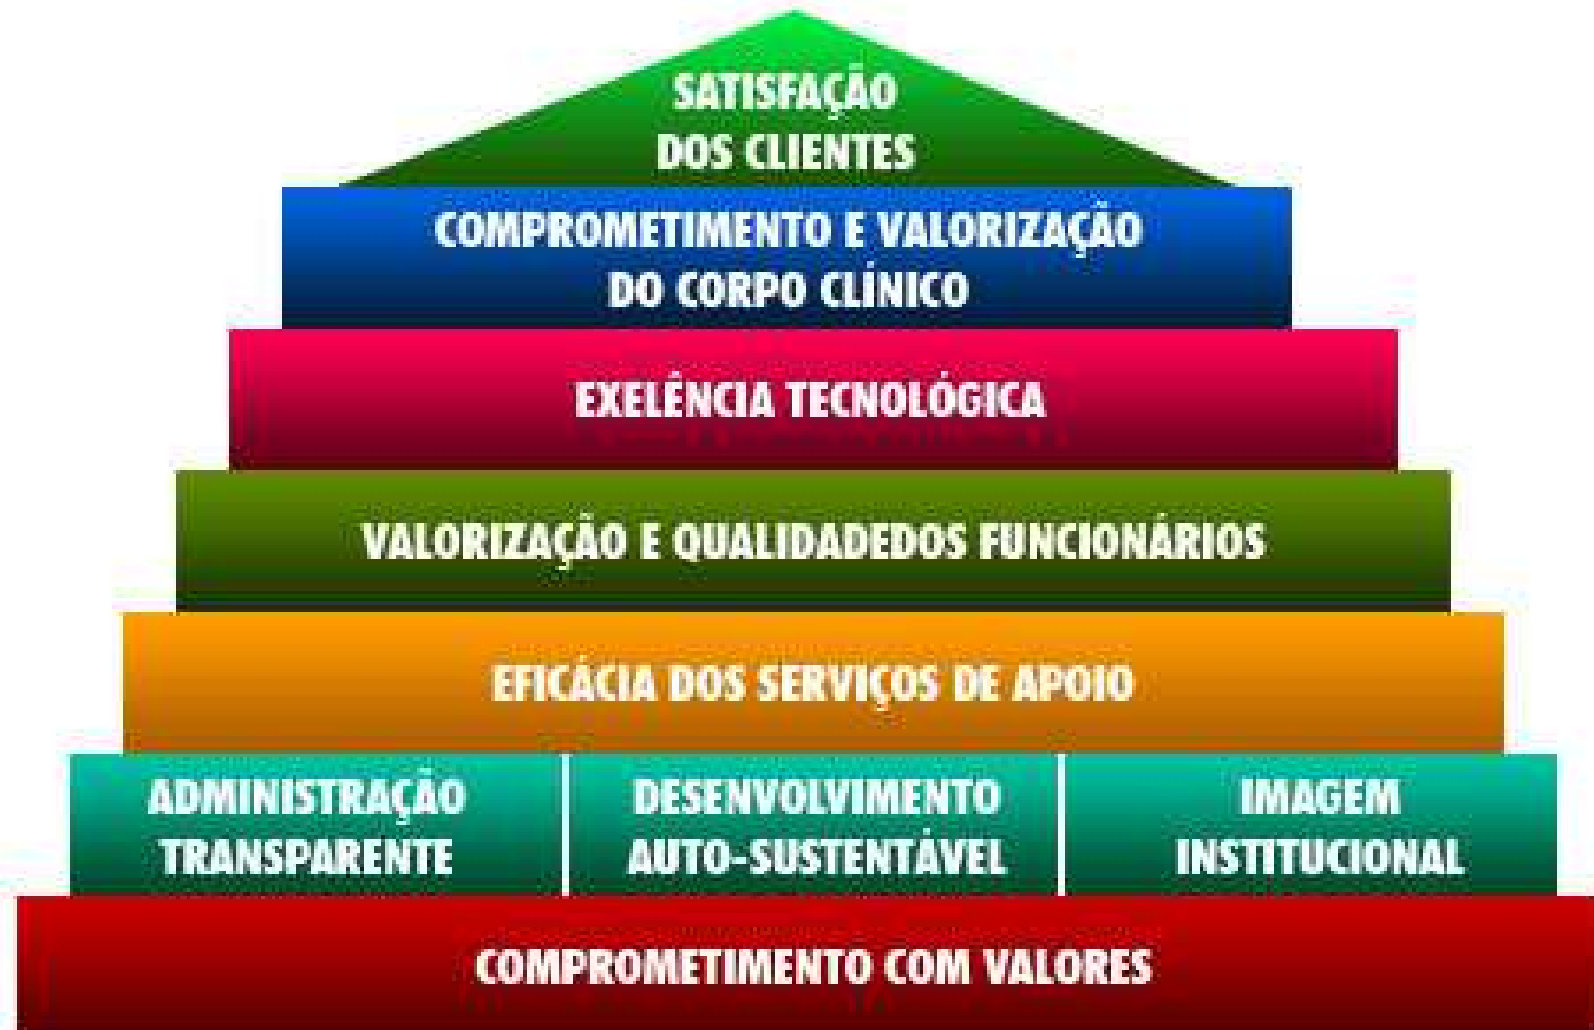 SATISFAÇÃO
DOS CLIENTES
COMPROMETIMENTO E VALORIZAÇÃO
DO CORPO CLÍNICO
EXELÊNCIA TECNOLÓGICA
VALORIZAÇÃO E QUALIDADEDOS FUNCIONÁRIOS
EFICÁCIA DOS SERVIÇOS DE APOIO
ADMINISTRAÇÃO
TRANSPARENTE
DESENVOLVIMENTO
AUTO-SUSTENTÁVEL
IMAGEM
INSTITUCIONAL
COMPROMETIMENTO COM VALORES